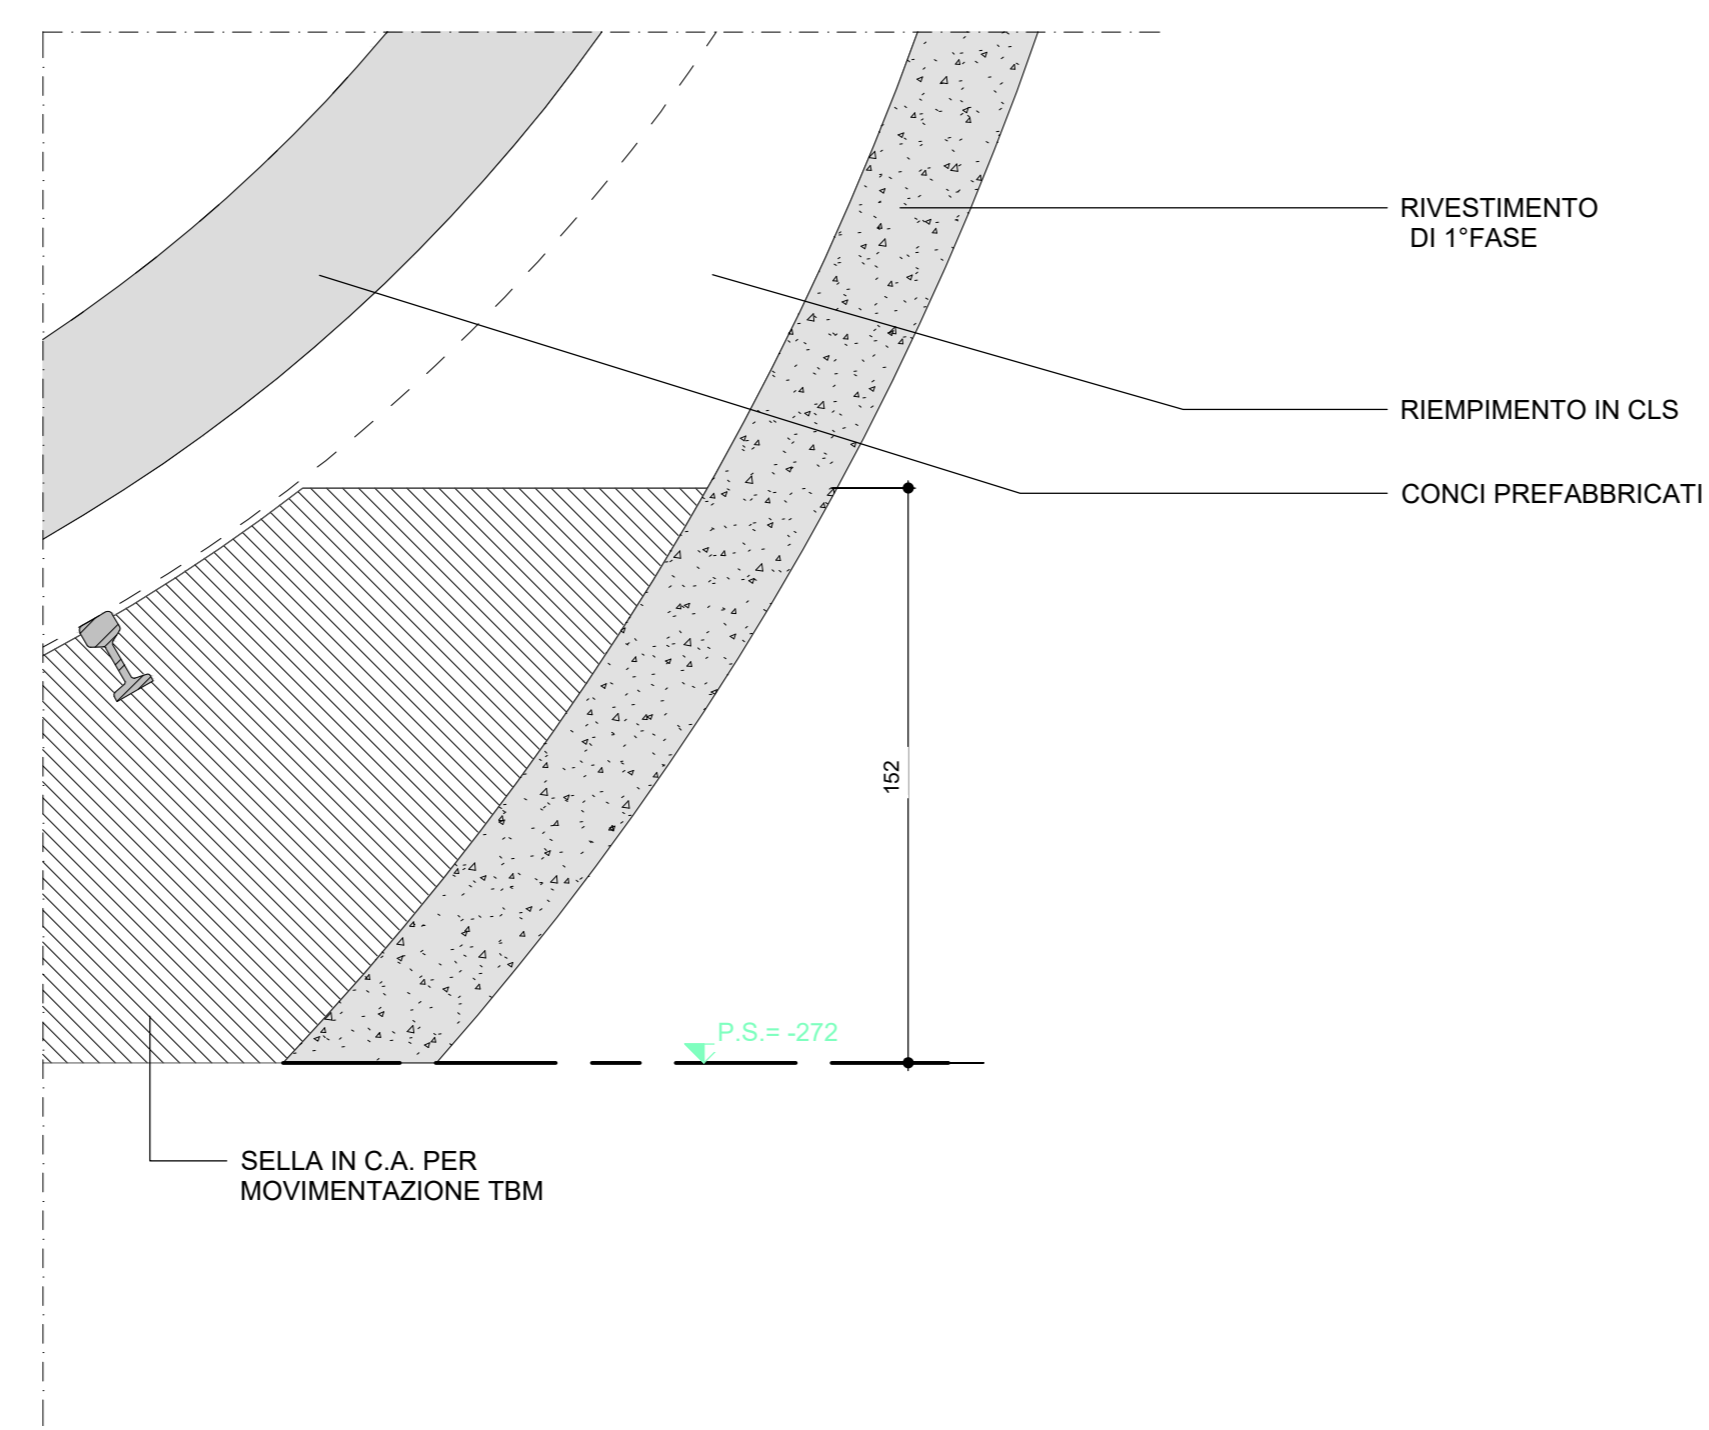 RIVESTIMENTO
DI 1°FASE
RIEMPIMENTO IN CLS
CONCI PREFABBRICATI
152
P.S.= -272
SELLA IN C.A. PER
MOVIMENTAZIONE TBM